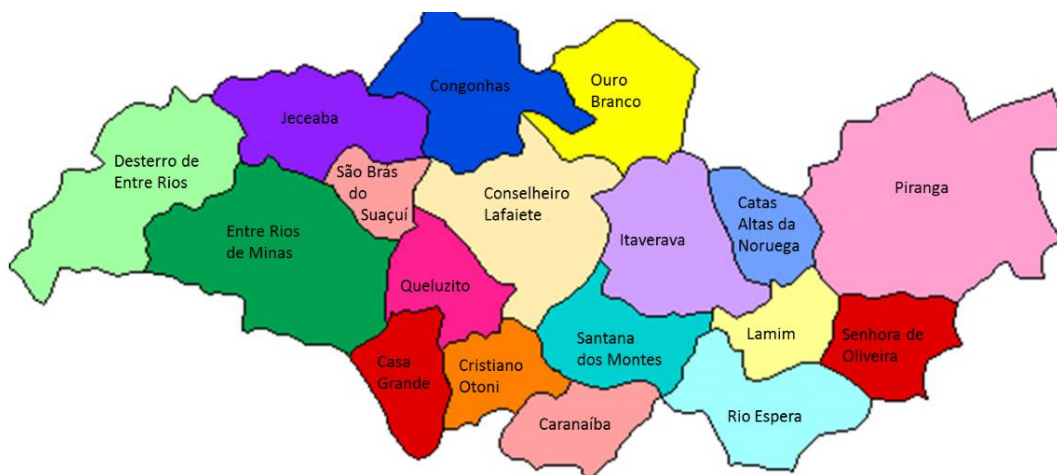 Congonhas
Ouro
Branco
Jeceaba
Desterro de
Entre Rios
São Brás
do
Suaçuí
Conselheiro
Lafaiete
Piranga
Catas
Altas da
Noruega
Entre Rios
de Minas
Itaverava
Queluzito
Lamim
Senhora de
Oliveira
Santana
dos Montes
Casa
Grande
Cristiano
Otoni
Caranaíba
Rio Espera